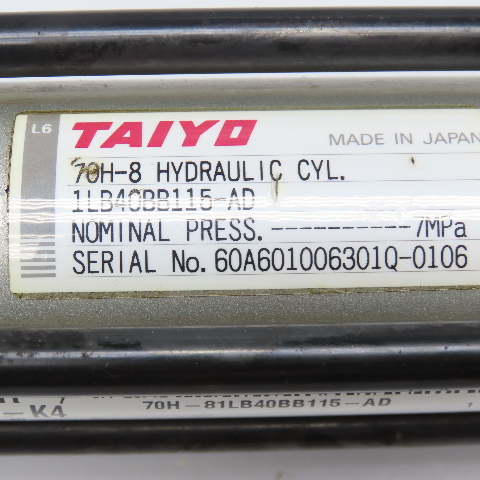 L6
TAIYO
MADE IN JAPAN
70H-8 HYDRAULIC CYL.
1LB40BB115-AD
NOMINAL PRESS.----------7MPa
SERIAL No. 60A601006301Q-0106
-K4
70H-81LB40BB115-AD